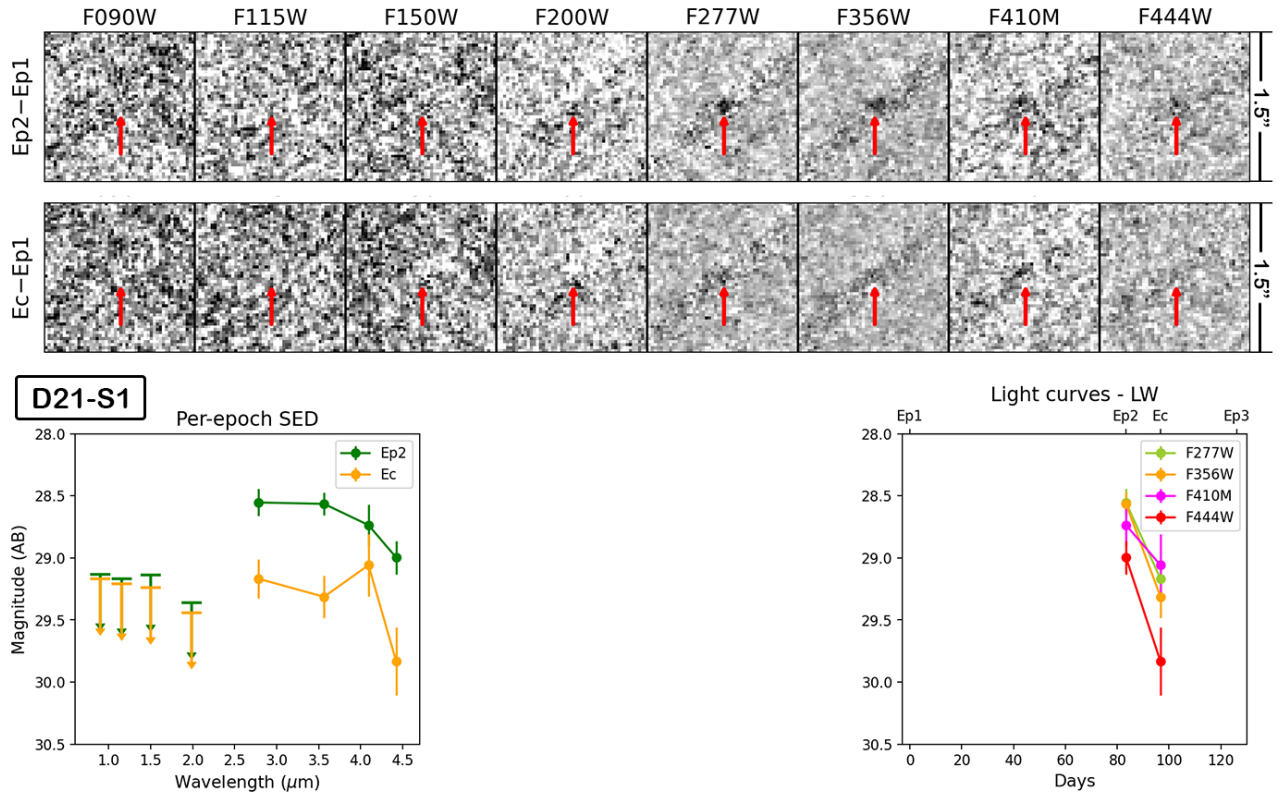 F090W F115W F150W F200W F277W F356W F410M F444W
Ep2−Ep1
1.5”
Ec−Ep1
1.5”
D21-S1
Per-epoch SED
Ep2
Ec
28.0
28.5
29.0
29.5
30.0
30.5
Magnitude (AB)
1.0 1.5 2.0 2.5 3.0 3.5 4.0 4.5
Wavelength (μm)
Light curves - LW
Ep1 Ep2 Ec Ep3
F277W
F356W
F410M
F444W
28.0
28.5
29.0
29.5
30.0
30.5
0 20 40 60 80 100 120
Days